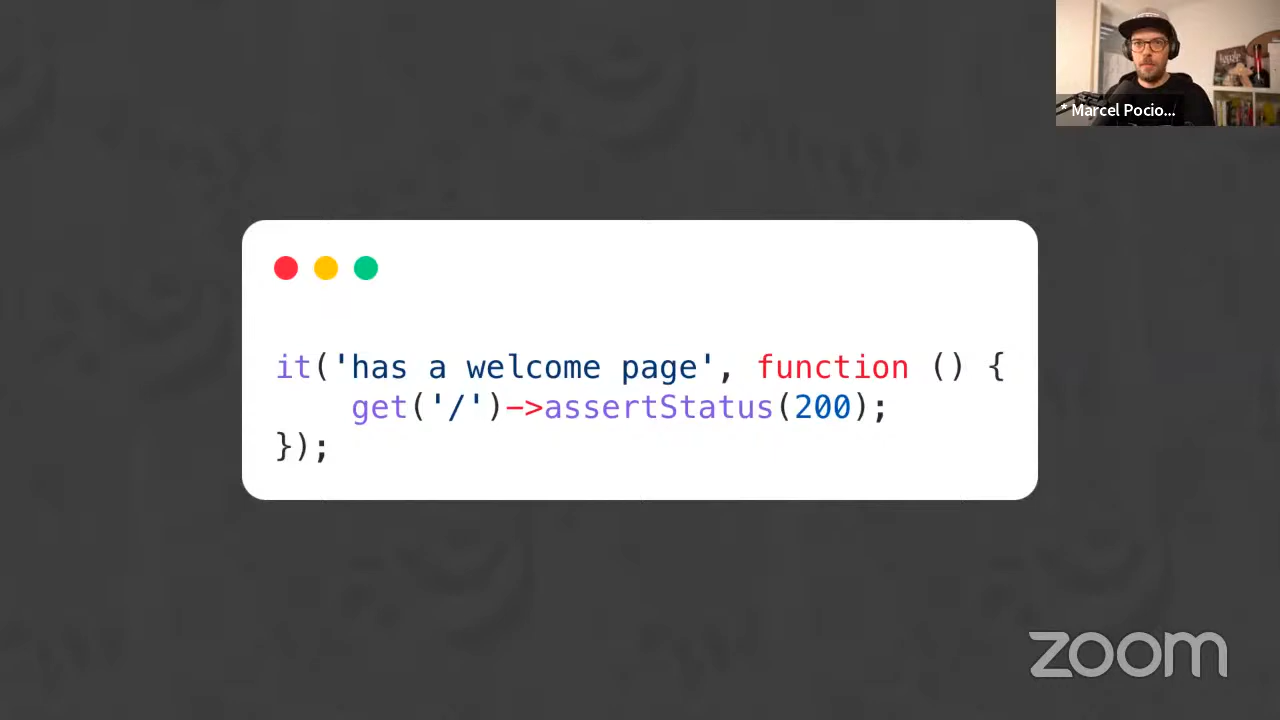 * Marcel Pocio...
it('has a welcome page', function () {
    get('/')->assertStatus(200);
});
zoom